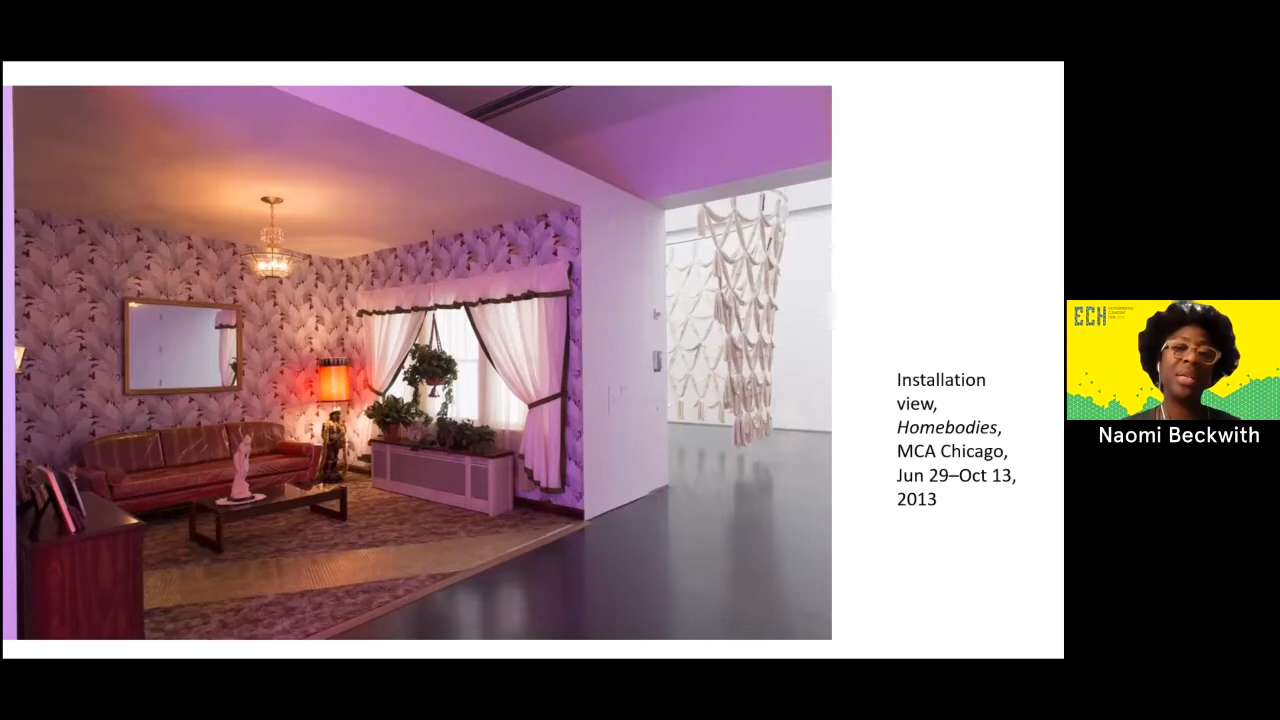 Installation
view,
Homebodies,
MCA Chicago,
Jun 29–Oct 13,
2013
ECH
Naomi Beckwith